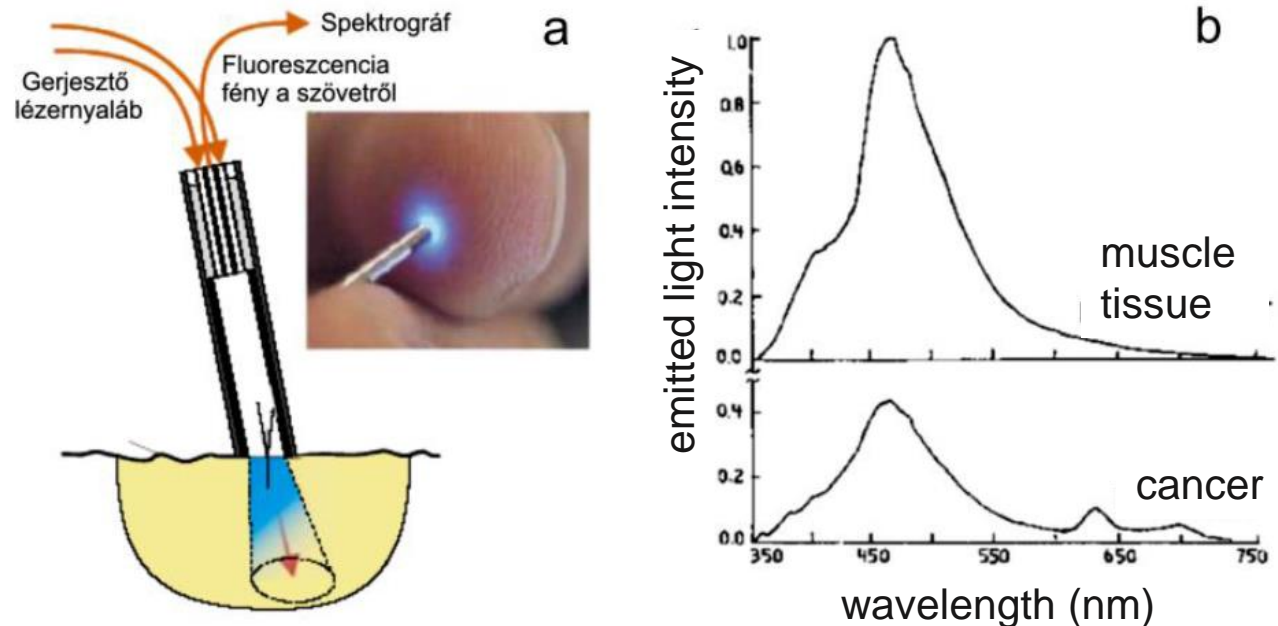 Spektrográf
a
Gerjesztő
lézernyaláb
Fluoreszcencia
fény a szövetről
b
emitted light intensity
1.0
0.8
0.6
0.4
0.2
0.0
muscle
tissue
0.4
0.2
0.0
cancer
350 450 550 650 750
wavelength (nm)